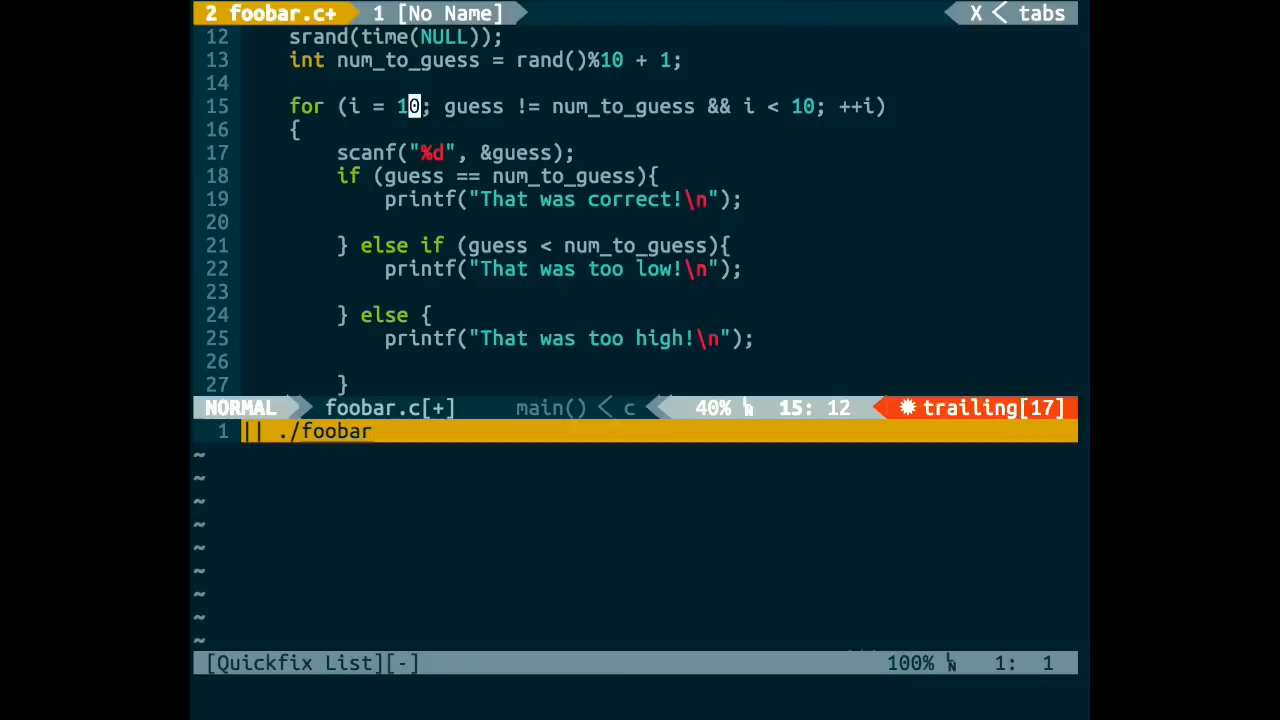 2 foobar.c+ 1 [No Name] X < tabs
12 srand(time(NULL));
13 int num_to_guess = rand()%10 + 1;
14
15 for (i = 10; guess != num_to_guess && i < 10; ++i)
16 {
17 scanf("%d", &guess);
18 if (guess == num_to_guess){
19 printf("That was correct!\n");
20
21 } else if (guess < num_to_guess){
22 printf("That was too low!\n");
23
24 } else {
25 printf("That was too high!\n");
26
27 }
NORMAL foobar.c[+] main() < c 40% ␤ 15: 12 ✹ trailing[17]
1 || ./foobar
~
~
~
~
~
~
~
~
~
[Quickfix List][-] 100% ␤ 1: 1